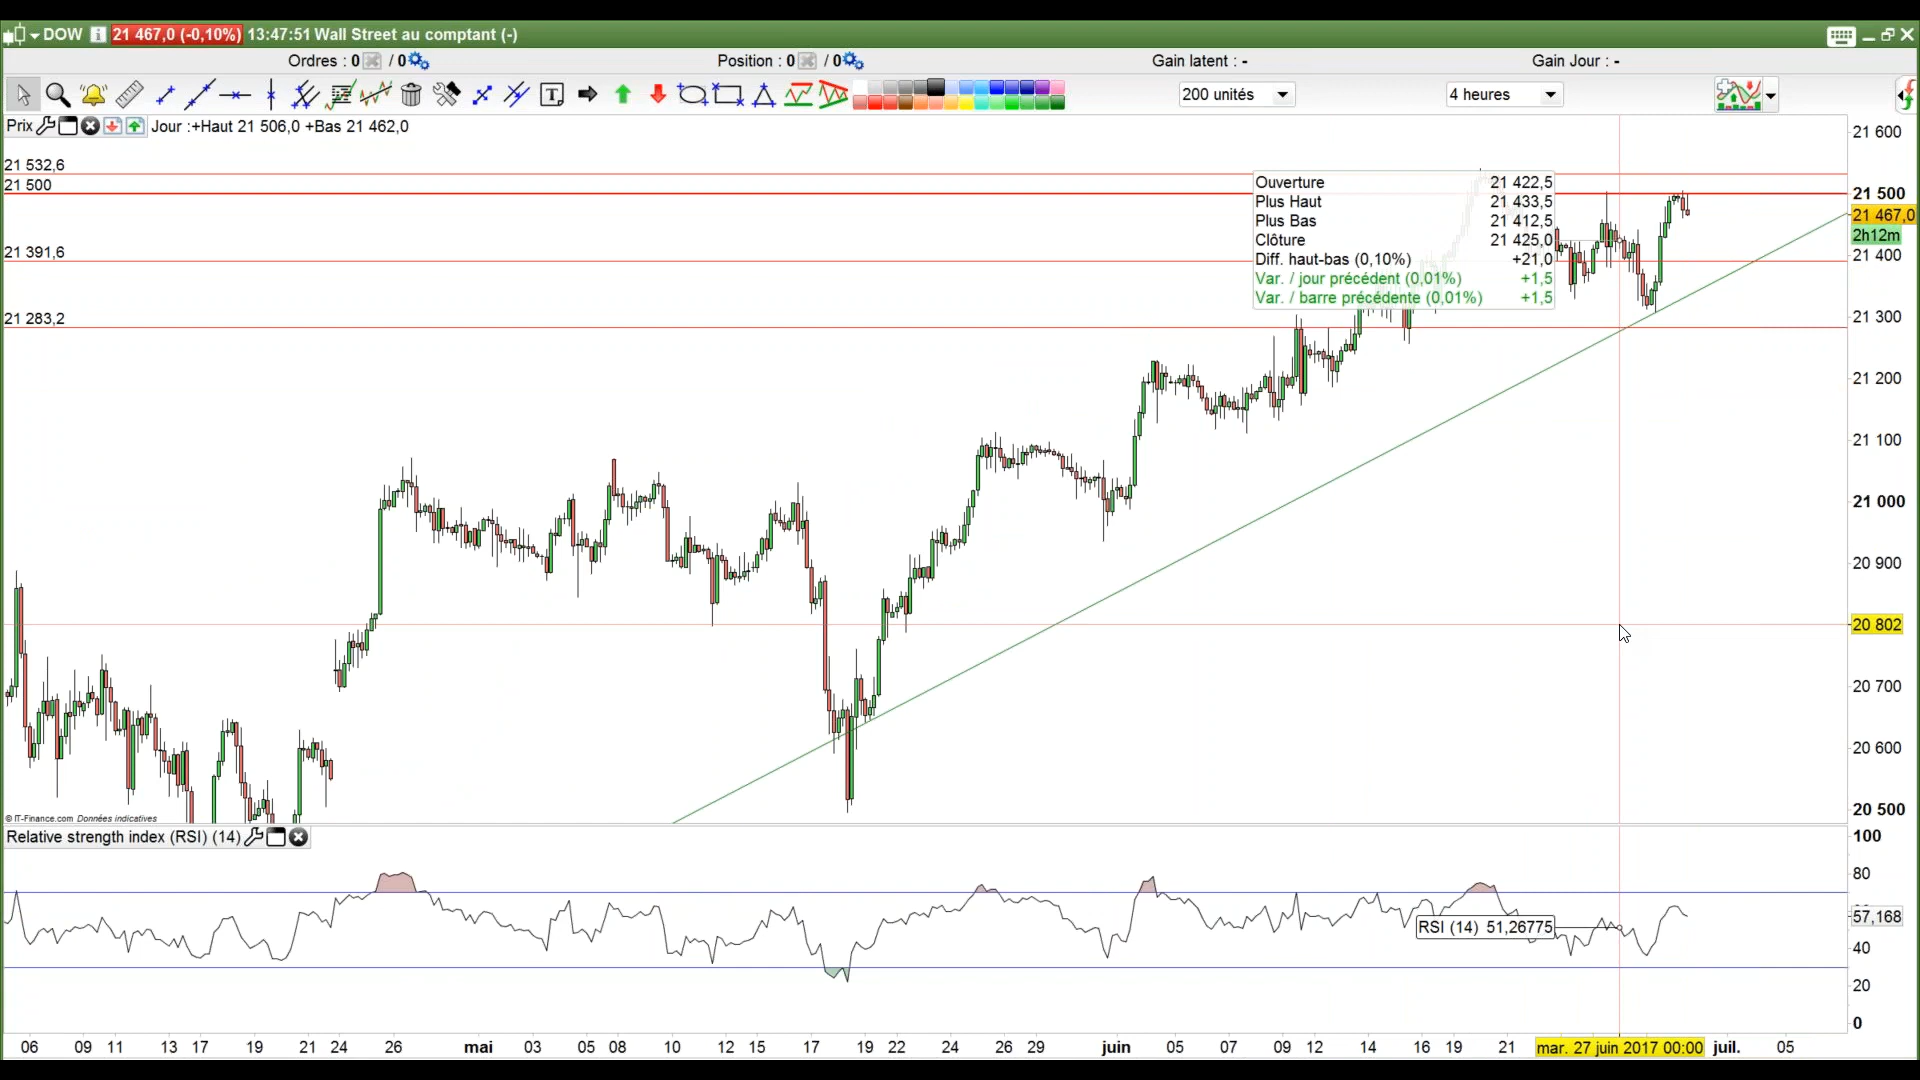 DOW i 21 467,0 (-0,10%) 13:47:51 Wall Street au comptant (-)
Ordres : 0 / 0 Position : 0 / 0 Gain latent : - Gain Jour : -
T 200 unités 4 heures
Prix Jour :+Haut 21 506,0 +Bas 21 462,0
21 600
21 532,6
21 500
21 500
21 467,0
2h12m
21 391,6
21 400
21 283,2
21 300
Ouverture 21 422,5
Plus Haut 21 433,5
Plus Bas 21 412,5
Clôture 21 425,0
Diff. haut-bas (0,10%) +21,0
Var. / jour précédent (0,01%) +1,5
Var. / barre précédente (0,01%) +1,5
21 200
21 100
21 000
20 900
20 802
20 700
20 600
20 500
© IT-Finance.com Données indicatives
Relative strength index (RSI) (14)
100
80
57,168
RSI (14) 51,26775
40
20
0
06 09 11 13 17 19 21 24 26 mai 03 05 08 10 12 15 17 19 22 24 26 29 juin 05 07 09 12 14 16 19 21 mar. 27 juin 2017 00:00 juil. 05